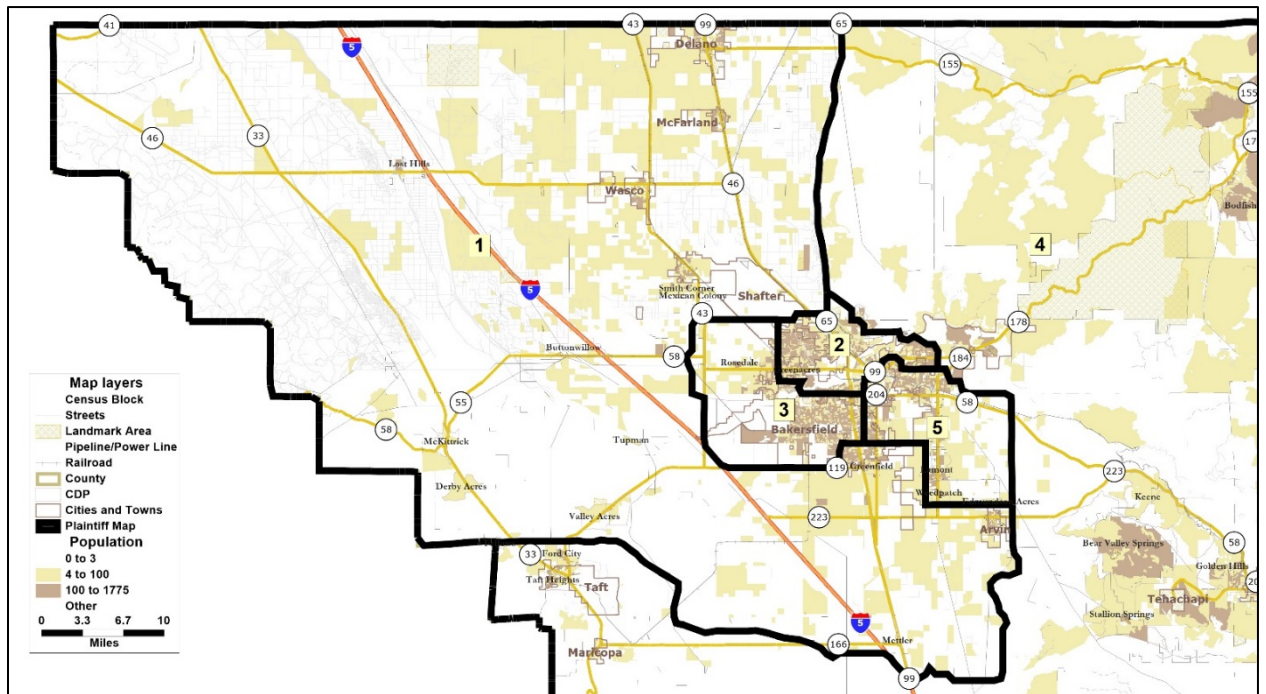 41
43
99
65
5
Delano
155
McFarland
155
46
33
Lost Hills
Wasco
46
17
Bodfish
1
4
5
Smith Corner
Mexican Colony
Shafter
43
65
178
2
Buttonwillow
58
Rosedale
Greenacres
99
184
204
58
3
Bakersfield
5
55
58
McKittrick
Tupman
119
Greenfield
Lamont
Weedpatch
223
Keene
Derby Acres
Edmundson Acres
Valley Acres
223
Arvin
Bear Valley Springs
58
Golden Hills
33
Ford City
Taft Heights
Taft
20
Tehachapi
Stallion Springs
5
Maricopa
166
Mettler
99
Map layers
Census Block
Streets
Landmark Area
Pipeline/Power Line
Railroad
County
CDP
Cities and Towns
Plaintiff Map
Population
0 to 3
4 to 100
100 to 1775
Other
0 3.3 6.7 10
Miles